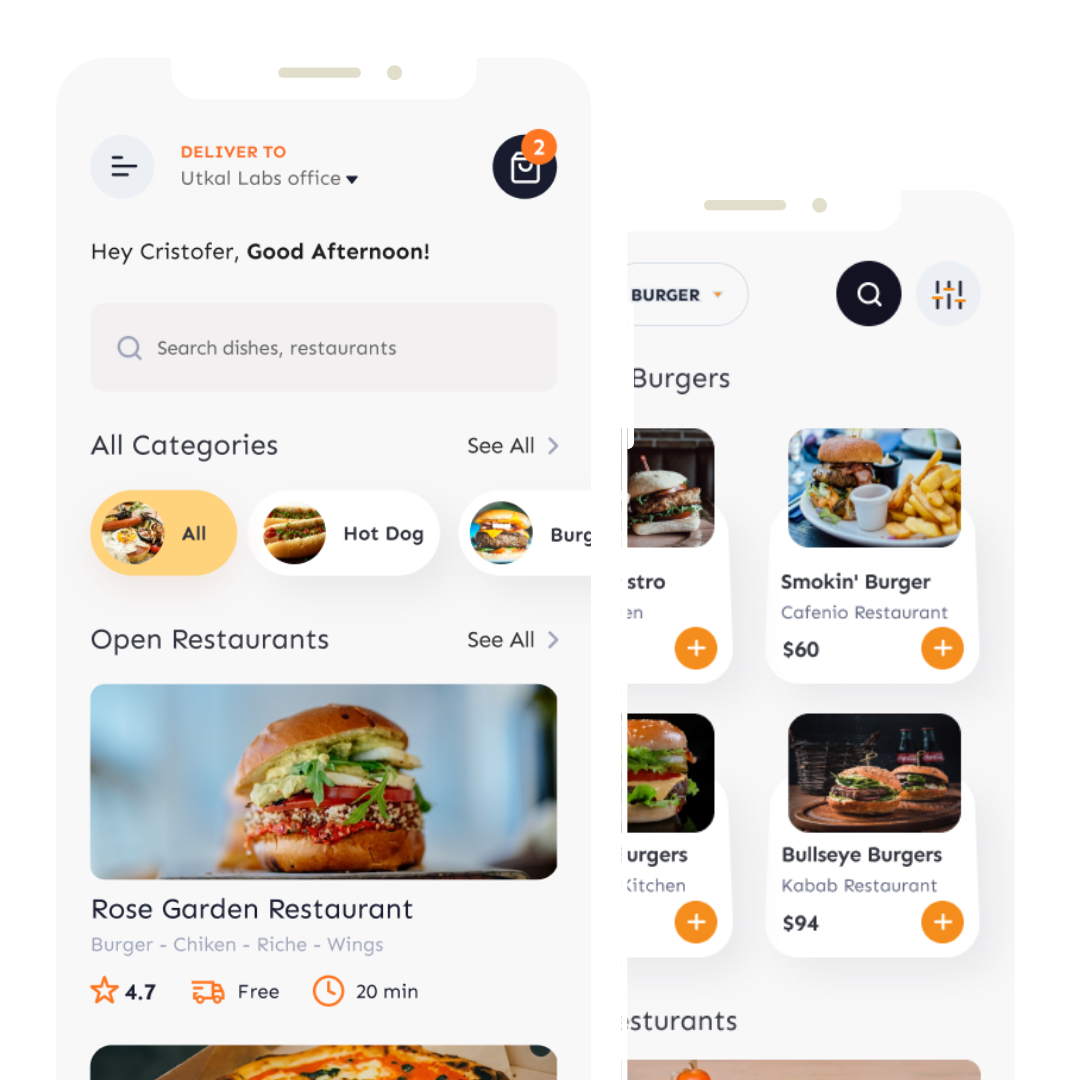 DELIVER TO
Utkal Labs office
2
Hey Cristofer, Good Afternoon!
Search dishes, restaurants
All Categories
See All
All
Hot Dog
Burg
Open Restaurants
See All
Rose Garden Restaurant
Burger - Chiken - Riche - Wings
4.7
Free
20 min
BURGER
Burgers
stro
en
Smokin' Burger
Cafenio Restaurant
$60
urgers
Kitchen
Bullseye Burgers
Kabab Restaurant
$94
esturants